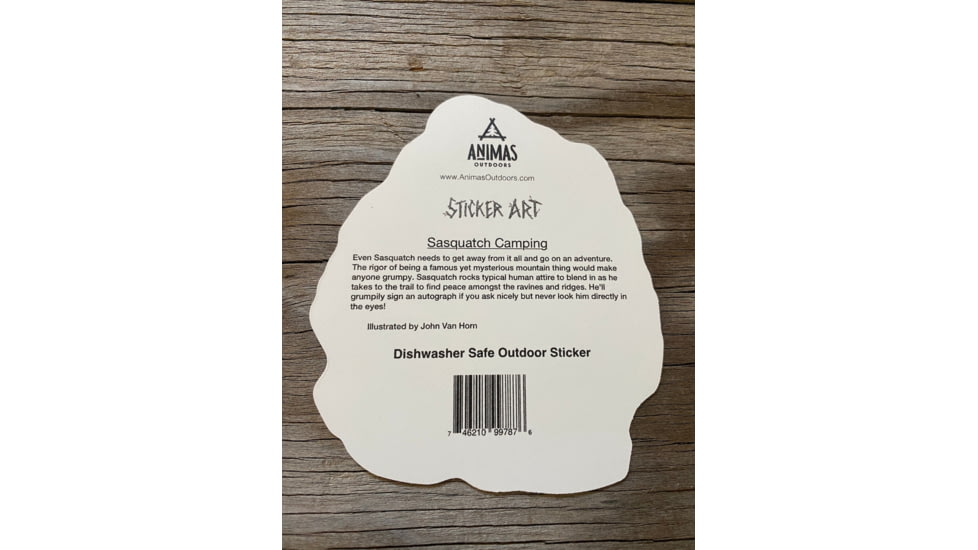 ANIMAS
OUTDOORS
www.AnimasOutdoors.com
STICKER ART
Sasquatch Camping
Even Sasquatch needs to get away from it all and go on an adventure.
The rigor of being a famous yet mysterious mountain thing would make
anyone grumpy. Sasquatch rocks typical human attire to blend in as he
takes to the trail to find peace amongst the ravines and ridges. He'll
grumpily sign an autograph if you ask nicely but never look him directly in
the eyes!
Illustrated by John Van Horn
Dishwasher Safe Outdoor Sticker
7 46210 99787 6